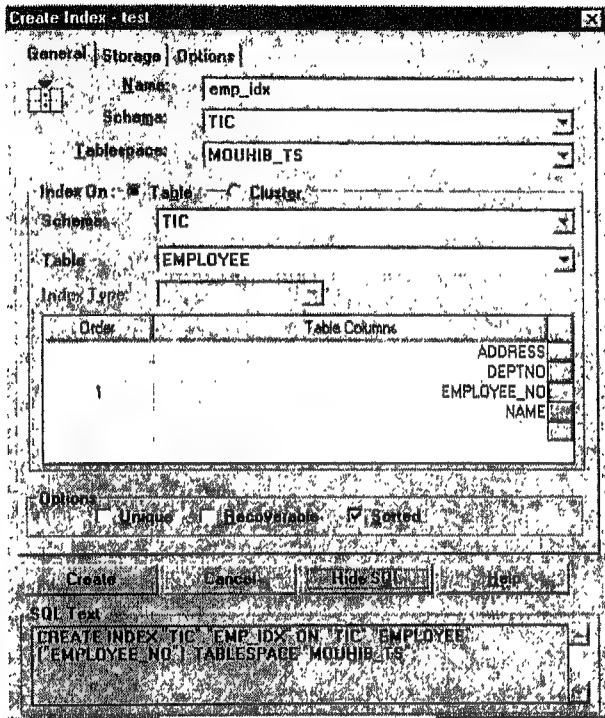 Create Index - test
General Storage Options
Name: emp_idx
Schema: TIC
Tablespace: MOUHIB_TS
Index On: Table Cluster
Schema: TIC
Table EMPLOYEE
Index Type:
Order Table Columns
ADDRESS
DEPTNO
1 EMPLOYEE_NO
NAME
Options
Unique Recoverable Sorted
Create Cancel Hide SQL Help
SQL Text
CREATE INDEX "TIC" "EMP_IDX" ON "TIC" "EMPLOYEE"
("EMPLOYEE_NO") TABLESPACE MOUHIB_TS